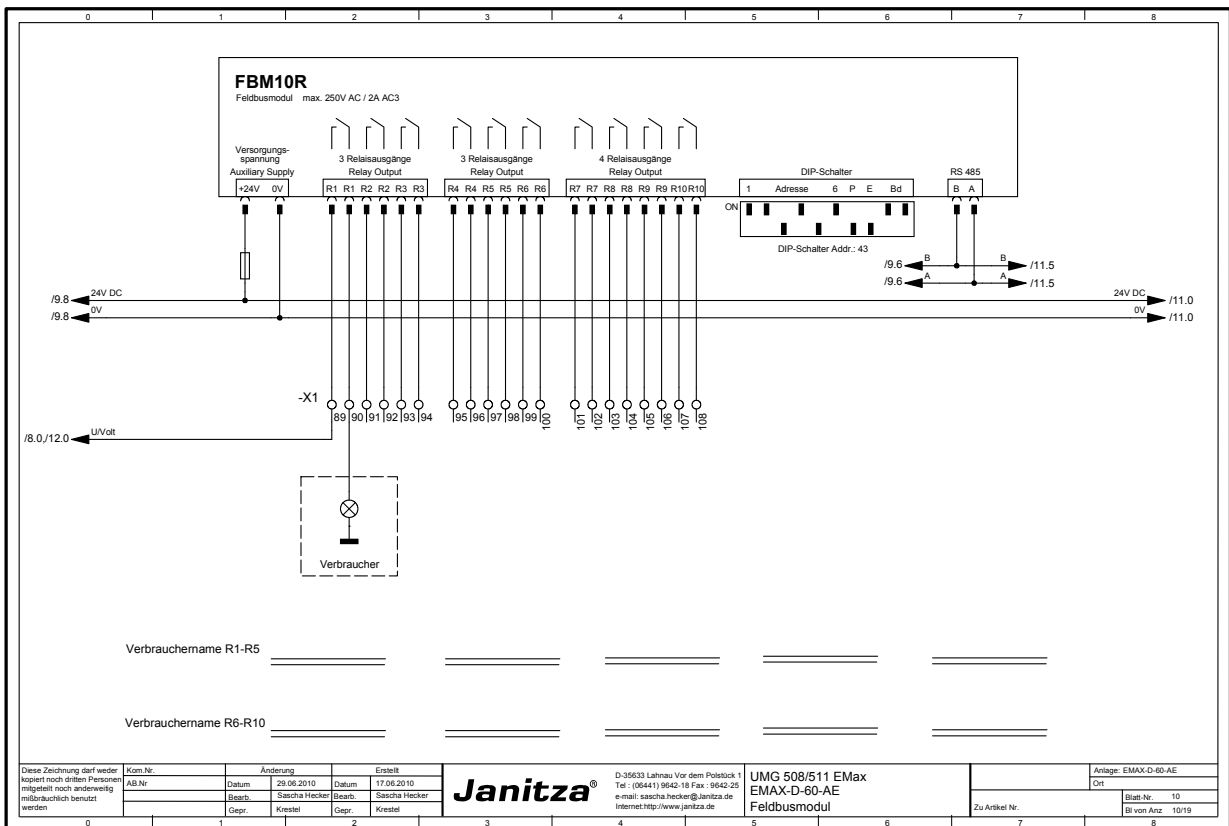 0 1 2 3 4 5 6 7 8
FBM10R
Feldbusmodul max. 250V AC / 2A AC3
Versorgungs-
spannung
Auxiliary Supply
+24V 0V
3 Relaisausgänge
Relay Output
R1 R1 R2 R2 R3 R3
3 Relaisausgänge
Relay Output
R4 R4 R5 R5 R6 R6
4 Relaisausgänge
Relay Output
R7 R7 R8 R8 R9 R9 R10 R10
DIP-Schalter
1 Adresse 6 P E Bd
ON
DIP-Schalter Addr.: 43
RS 485
B A
/9.6 B B /11.5
/9.6 A A /11.5
/9.8 24V DC 24V DC /11.0
/9.8 0V 0V /11.0
-X1
89 90 91 92 93 94 95 96 97 98 99 100 101 102 103 104 105 106 107 108
/8.0,/12.0 U/Volt
Verbraucher
Verbrauchername R1-R5
Verbrauchername R6-R10
Diese Zeichnung darf weder
kopiert noch dritten Personen
mitgeteilt noch anderweitig
mißbräuchlich benutzt
werden
Kom.Nr.
AB.Nr
Änderung Erstellt
Datum 29.06.2010 Datum 17.06.2010
Bearb. Sascha Hecker Bearb. Sascha Hecker
Gepr. Krestel Gepr. Krestel
Janitza®
D-35633 Lahnau Vor dem Polstück 1
Tel : (06441) 9642-18 Fax : 9642-25
e-mail: sascha.hecker@Janitza.de
Internet:http://www.janitza.de
UMG 508/511 EMax
EMAX-D-60-AE
Feldbusmodul
Zu Artikel Nr.
Anlage: EMAX-D-60-AE
Ort
Blatt-Nr. 10
Bl von Anz 10/19
0 1 2 3 4 5 6 7 8